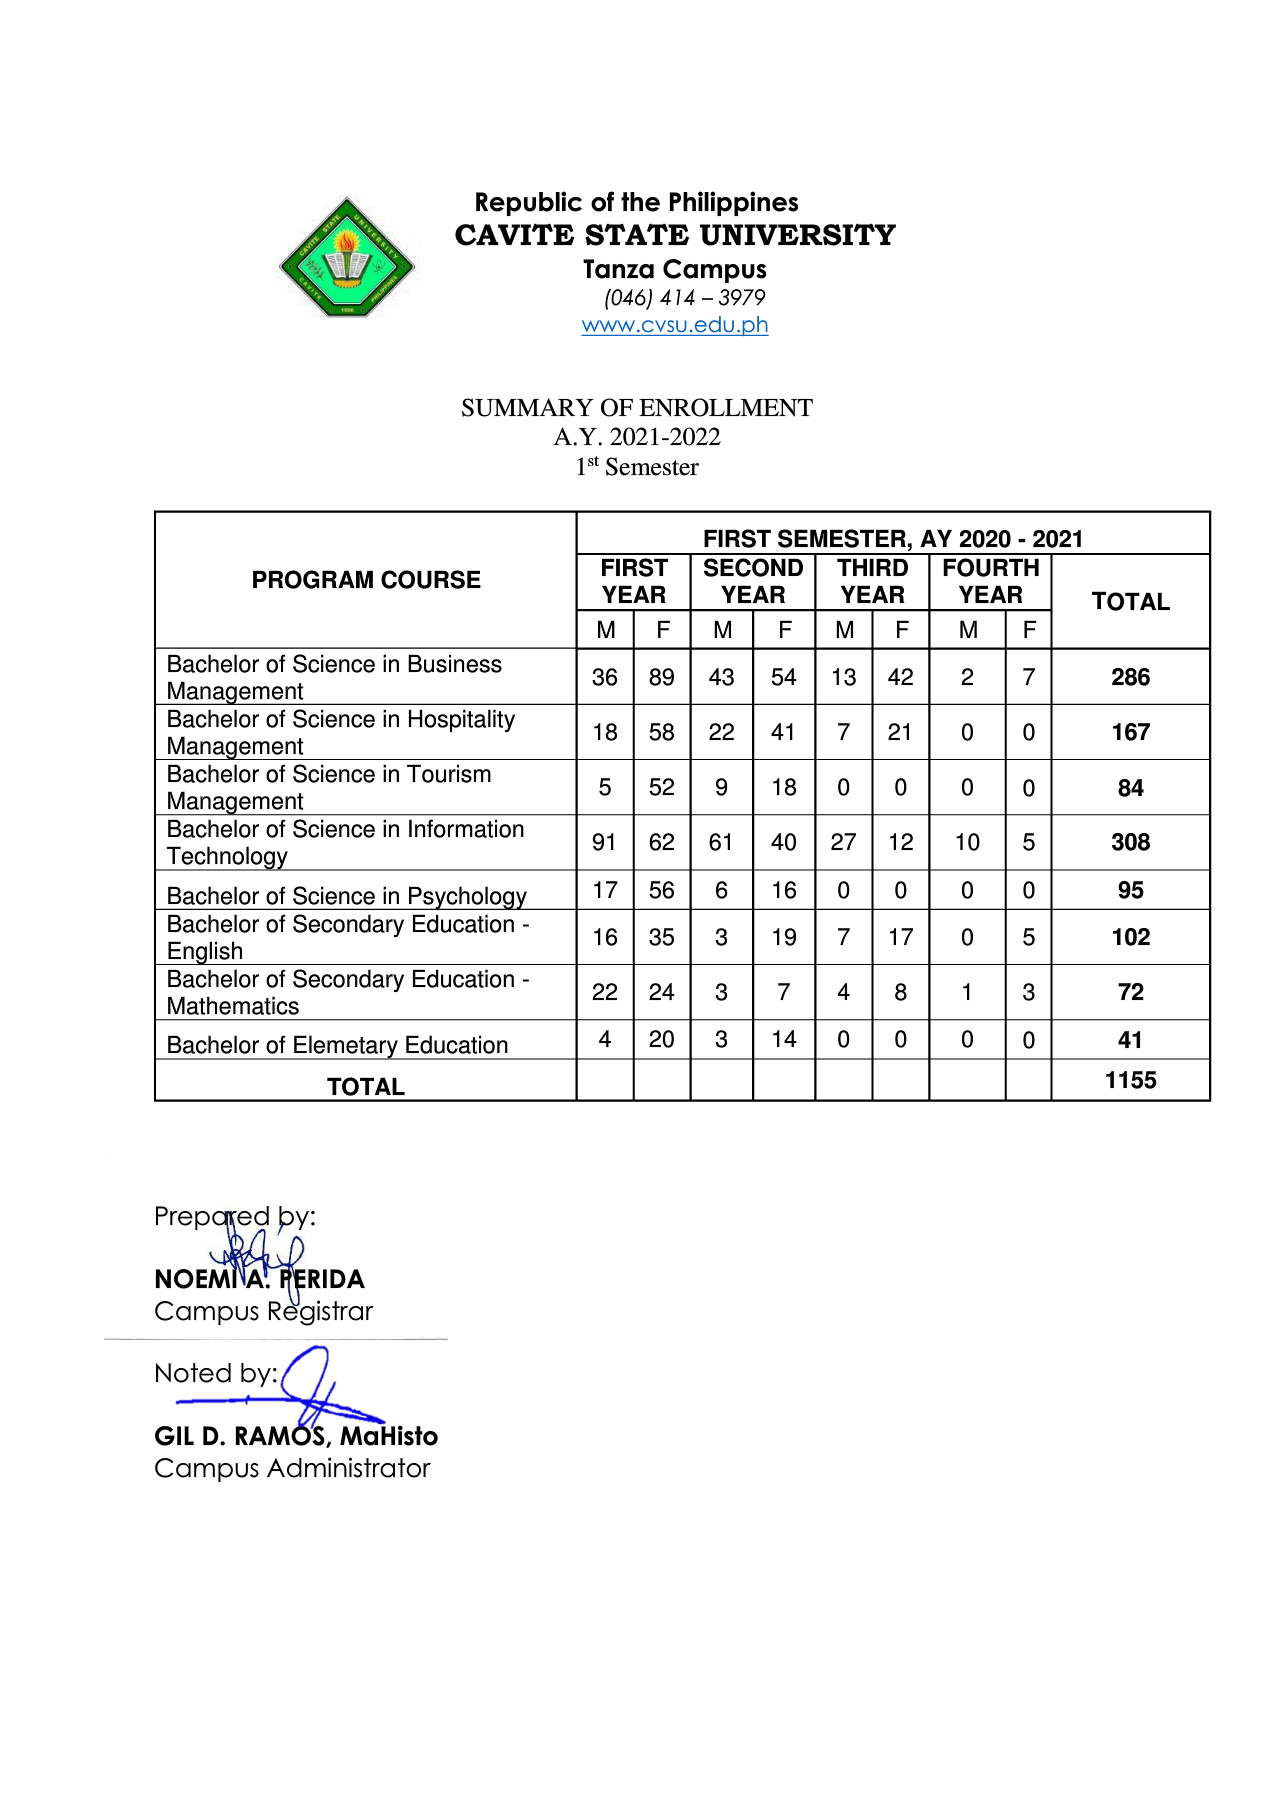 Republic of the Philippines
CAVITE STATE UNIVERSITY
Tanza Campus
(046) 414 – 3979
www.cvsu.edu.ph
CAVITE STATE UNIVERSITY
CAVITE PHILIPPINES
1906
SUMMARY OF ENROLLMENT
A.Y. 2021-2022
1st Semester
PROGRAM COURSE
FIRST SEMESTER, AY 2020 - 2021
FIRST YEAR SECOND YEAR THIRD YEAR FOURTH YEAR TOTAL
M F M F M F M F
Bachelor of Science in Business
Management 36 89 43 54 13 42 2 7 286
Bachelor of Science in Hospitality
Management 18 58 22 41 7 21 0 0 167
Bachelor of Science in Tourism
Management 5 52 9 18 0 0 0 0 84
Bachelor of Science in Information
Technology 91 62 61 40 27 12 10 5 308
Bachelor of Science in Psychology 17 56 6 16 0 0 0 0 95
Bachelor of Secondary Education -
English 16 35 3 19 7 17 0 5 102
Bachelor of Secondary Education -
Mathematics 22 24 3 7 4 8 1 3 72
Bachelor of Elemetary Education 4 20 3 14 0 0 0 0 41
TOTAL 1155
Prepared by:
NOEMI A. PERIDA
Campus Registrar
Noted by:
GIL D. RAMOS, MaHisto
Campus Administrator